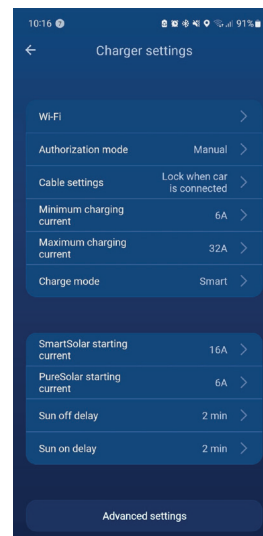 10:16
91%
Charger settings
Wi-Fi
Authorization mode Manual
Cable settings Lock when car is connected
Minimum charging current 6A
Maximum charging current 32A
Charge mode Smart
SmartSolar starting current 16A
PureSolar starting current 6A
Sun off delay 2 min
Sun on delay 2 min
Advanced settings